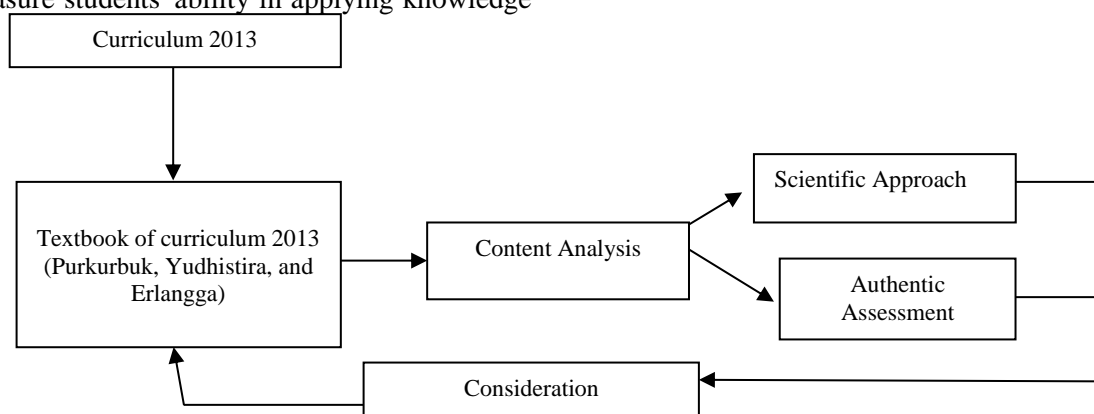 asure students' ability in applying knowledge
Curriculum 2013
Scientific Approach
Textbook of curriculum 2013
(Purkurbuk, Yudhistira, and
Erlangga)
Content Analysis
Authentic
Assessment
Consideration